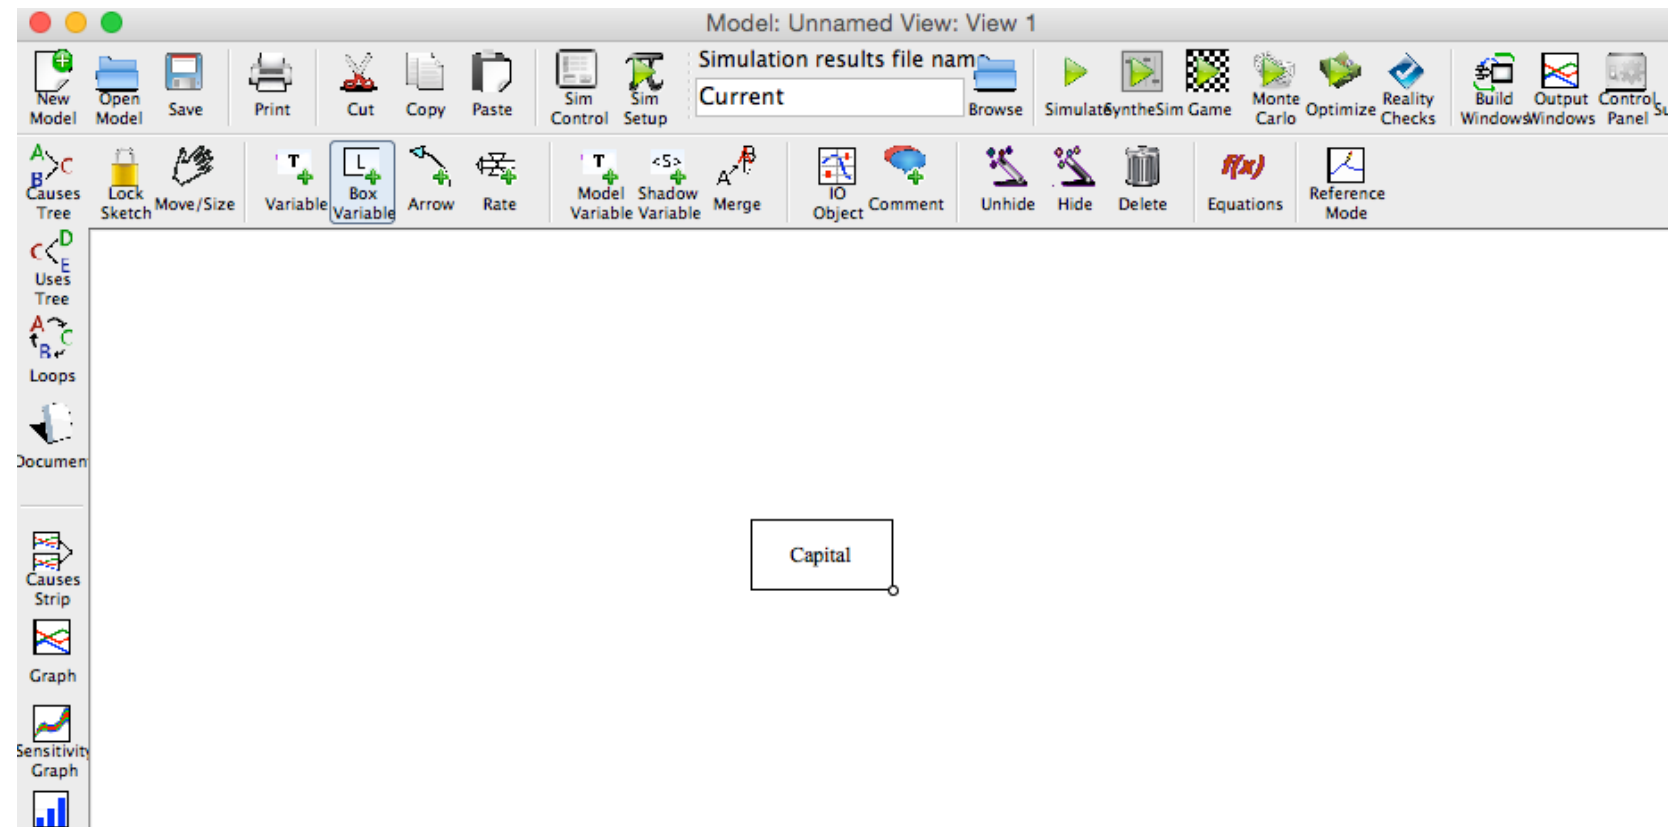 Model: Unnamed View: View 1
Simulation results file nam
Current
New Model
Open Model
Save
Print
Cut
Copy
Paste
Sim Control
Sim Setup
Browse
Simulate
SyntheSim
Game
Monte Carlo
Optimize
Reality Checks
Build Windows
Output Windows
Control Panel
Su
Causes Tree
Lock Sketch
Move/Size
Variable
Box Variable
Arrow
Rate
Model Variable
Shadow Variable
Merge
IO Object
Comment
Unhide
Hide
Delete
Equations
Reference Mode
Uses Tree
Loops
Documen
Causes Strip
Graph
Sensitivity Graph
Capital
T
L
T
<S>
f(x)
A
B
C
C
D
E
A
B
C
A
B